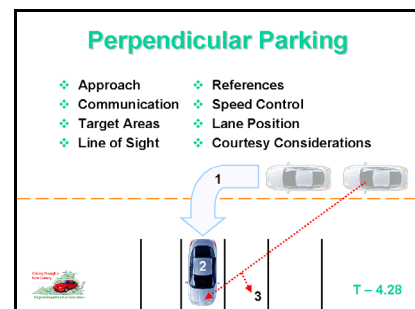 Perpendicular Parking
Approach
Communication
Target Areas
Line of Sight
References
Speed Control
Lane Position
Courtesy Considerations
1
2
3
T – 4.28